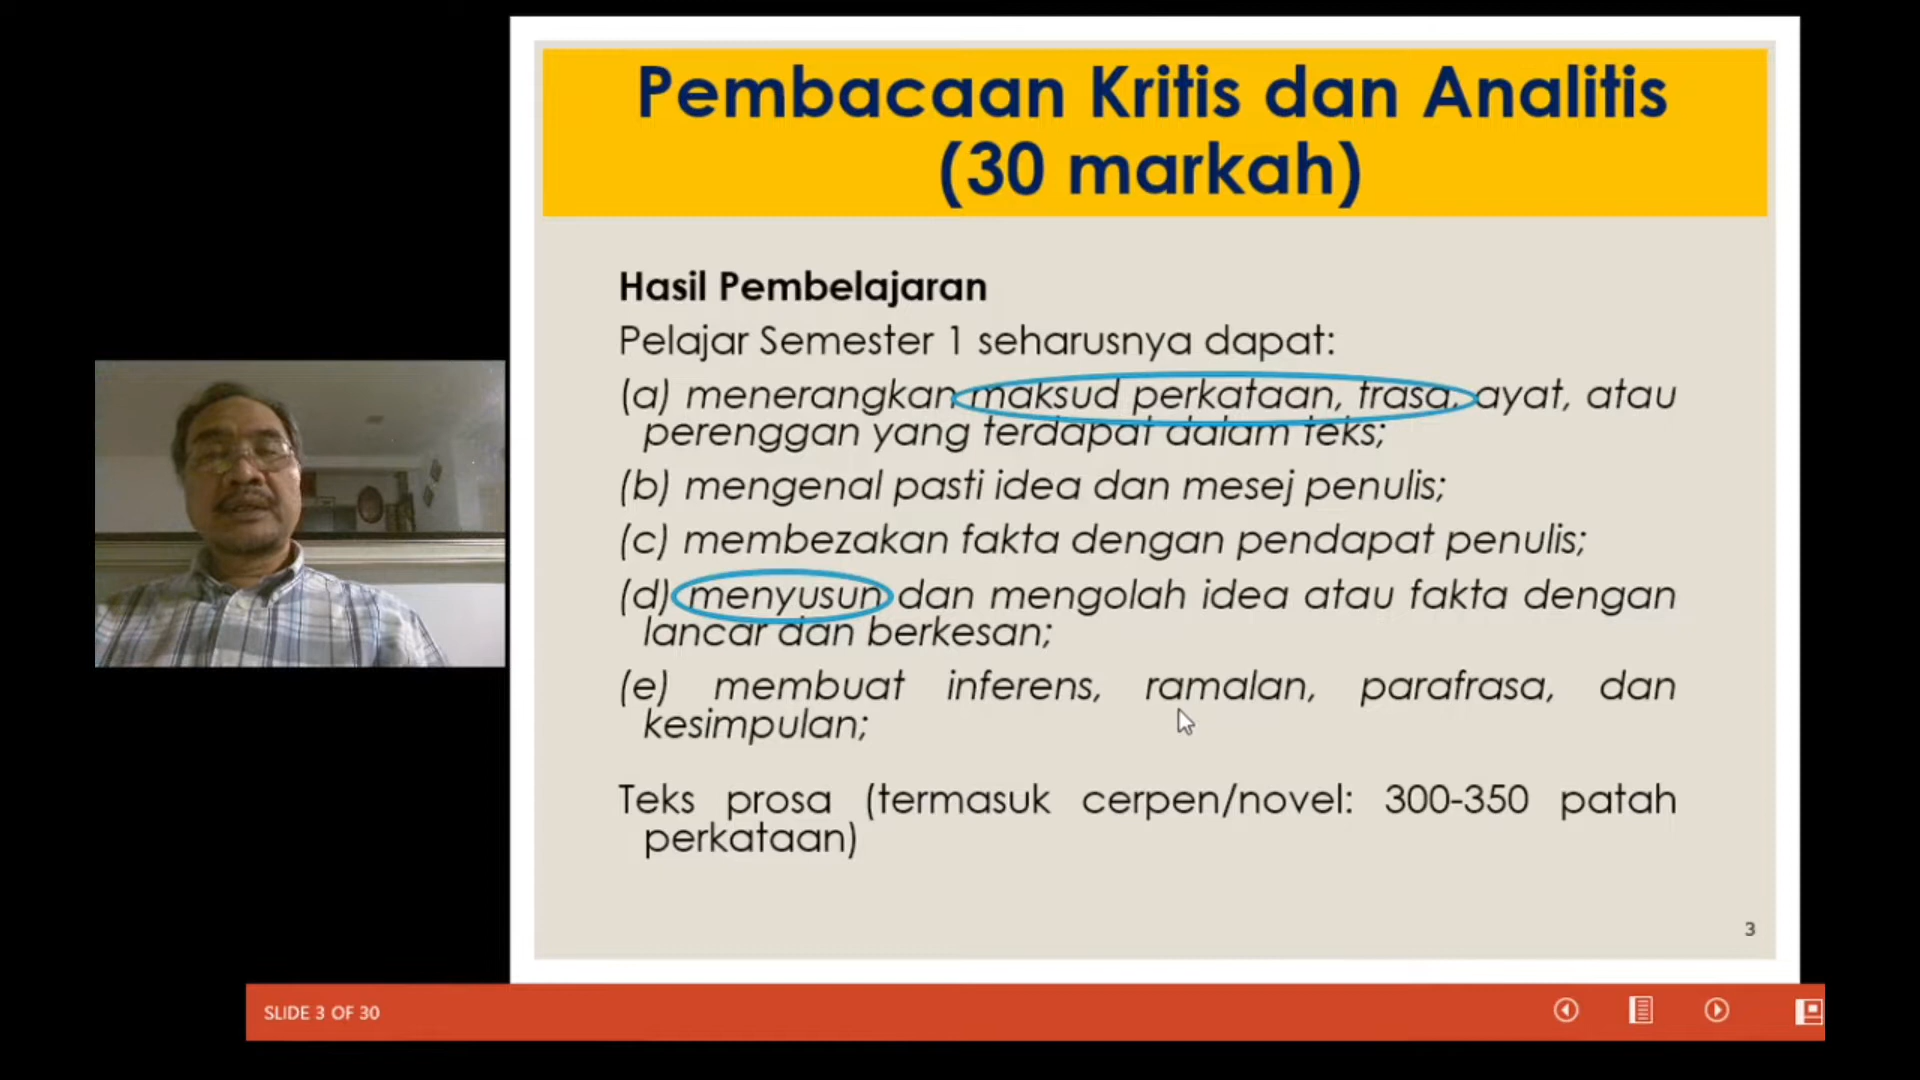 Pembacaan Kritis dan Analitis
(30 markah)
Hasil Pembelajaran
Pelajar Semester 1 seharusnya dapat:
(a) menerangkan maksud perkataan, frasa, ayat, atau
perenggan yang terdapat dalam teks;
(b) mengenal pasti idea dan mesej penulis;
(c) membezakan fakta dengan pendapat penulis;
(d) menyusun dan mengolah idea atau fakta dengan
lancar dan berkesan;
(e) membuat inferens, ramalan, parafrasa, dan
kesimpulan;
Teks prosa (termasuk cerpen/novel: 300-350 patah
perkataan)
3
SLIDE 3 OF 30